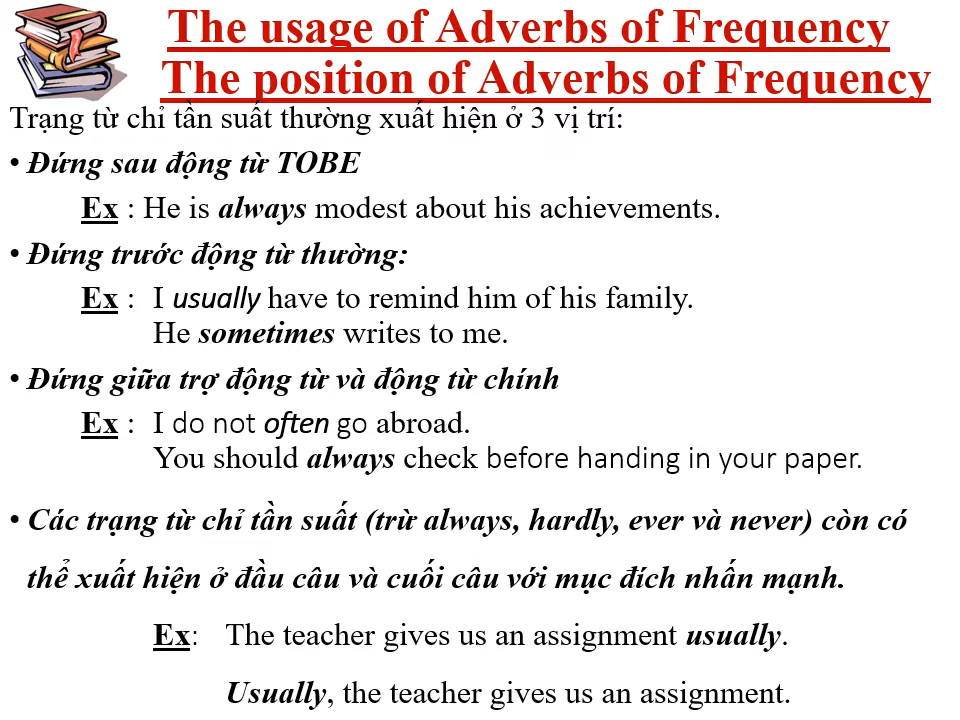 The usage of Adverbs of Frequency
The position of Adverbs of Frequency
Trạng từ chỉ tần suất thường xuất hiện ở 3 vị trí:
• Đứng sau động từ TOBE
Ex : He is always modest about his achievements.
• Đứng trước động từ thường:
Ex : I usually have to remind him of his family.
He sometimes writes to me.
• Đứng giữa trợ động từ và động từ chính
Ex : I do not often go abroad.
You should always check before handing in your paper.
• Các trạng từ chỉ tần suất (trừ always, hardly, ever và never) còn có
thể xuất hiện ở đầu câu và cuối câu với mục đích nhấn mạnh.
Ex: The teacher gives us an assignment usually.
Usually, the teacher gives us an assignment.